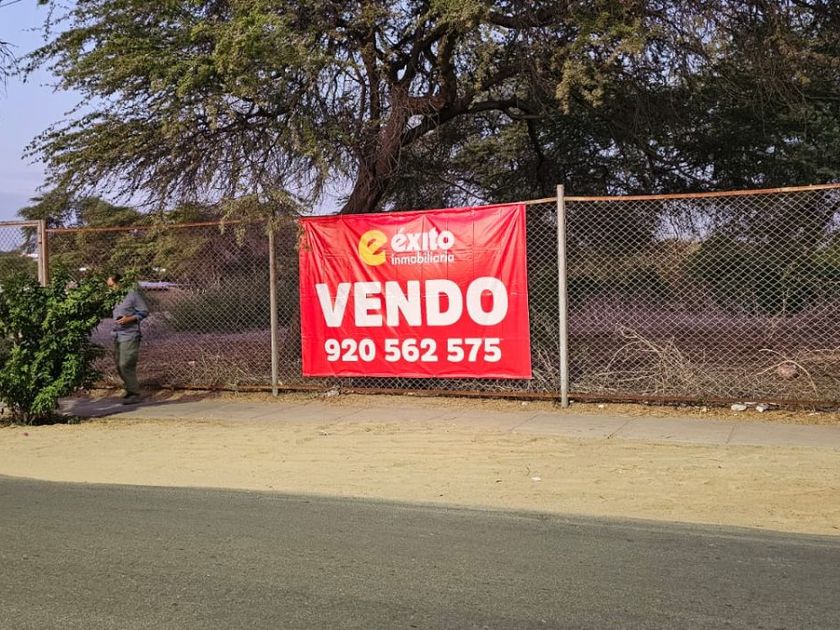 e éxito
inmobiliaria
VENDO
920 562 575